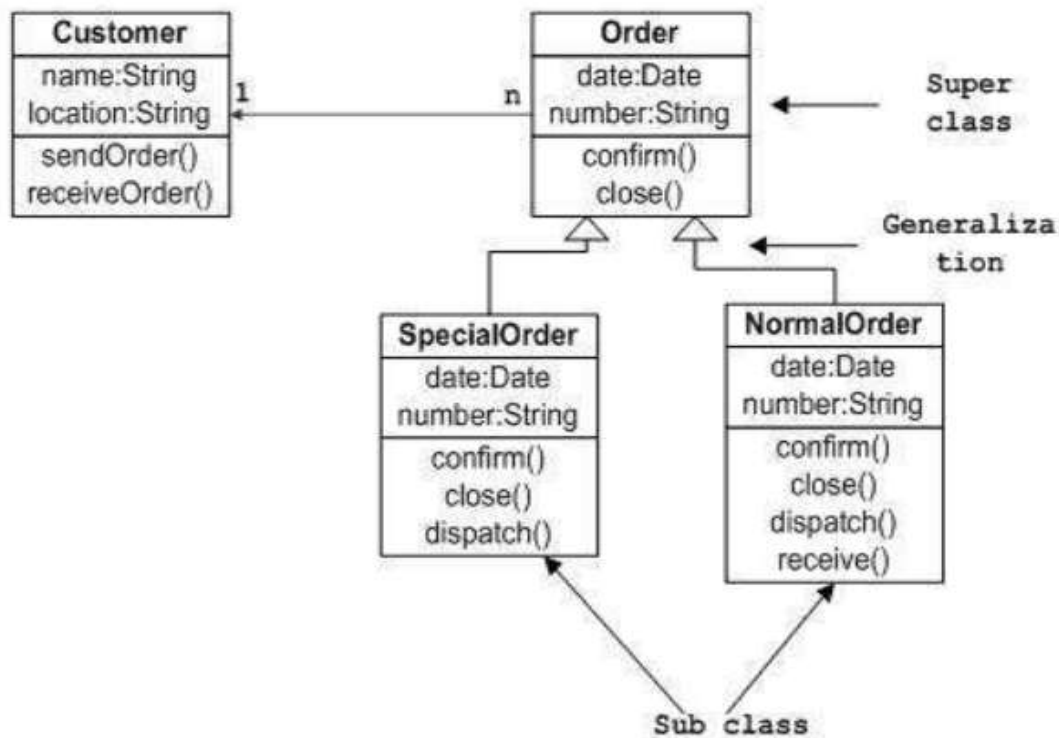 Customer
name:String
location:String
sendOrder()
receiveOrder()
1
n
Order
date:Date
number:String
confirm()
close()
Super
class
Generaliza
tion
SpecialOrder
date:Date
number:String
confirm()
close()
dispatch()
NormalOrder
date:Date
number:String
confirm()
close()
dispatch()
receive()
Sub class